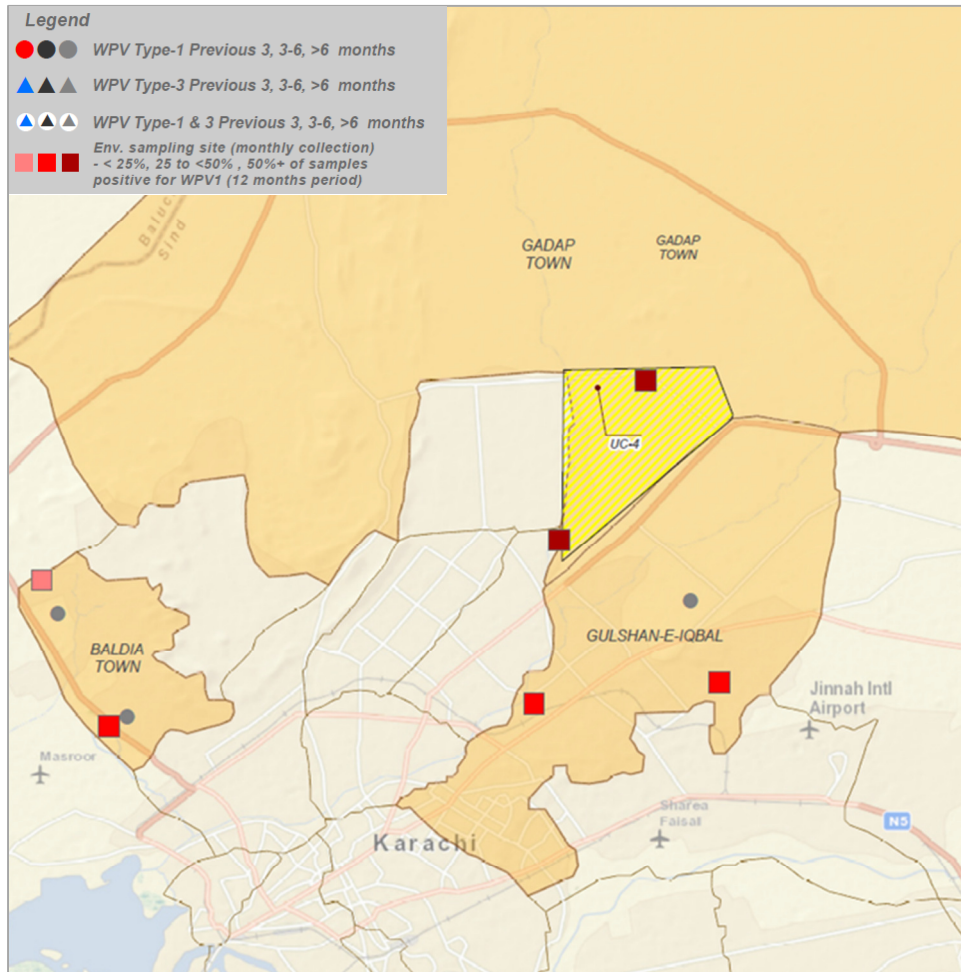 Legend
WPV Type-1 Previous 3, 3-6, >6 months
WPV Type-3 Previous 3, 3-6, >6 months
WPV Type-1 & 3 Previous 3, 3-6, >6 months
Env. sampling site (monthly collection)
- < 25%, 25 to <50% , 50%+ of samples
positive for WPV1 (12 months period)
Baluc
Sind
GADAP
TOWN
GADAP
TOWN
UC-4
BALDIA
TOWN
GULSHAN-E-IQBAL
Jinnah Intl
Airport
Masroor
Sharea
Faisal
N5
Karachi